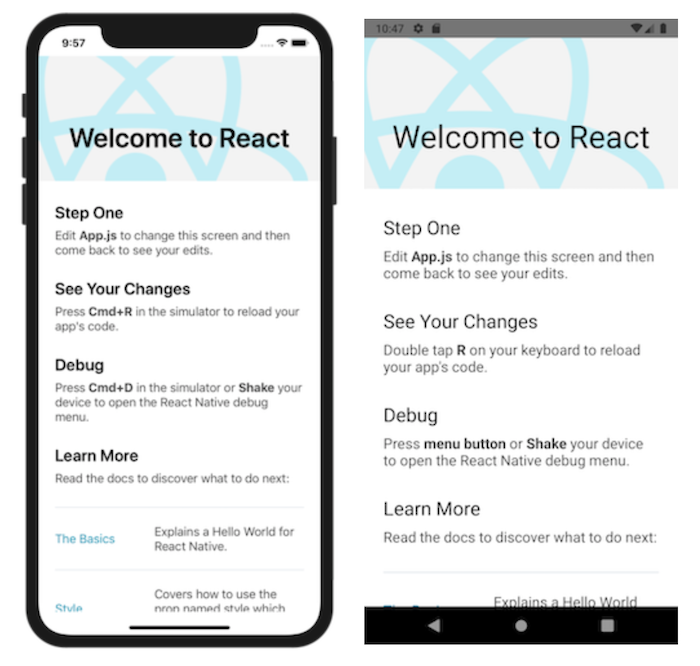 9:57
Welcome to React
Step One
Edit App.js to change this screen and then
come back to see your edits.
See Your Changes
Press Cmd+R in the simulator to reload your
app's code.
Debug
Press Cmd+D in the simulator or Shake your
device to open the React Native debug
menu.
Learn More
Read the docs to discover what to do next:
The Basics
Explains a Hello World for
React Native.
Style
Covers how to use the
prop named style which
10:47
Welcome to React
Step One
Edit App.js to change this screen and then
come back to see your edits.
See Your Changes
Double tap R on your keyboard to reload
your app's code.
Debug
Press menu button or Shake your device
to open the React Native debug menu.
Learn More
Read the docs to discover what to do next:
Explains a Hello World